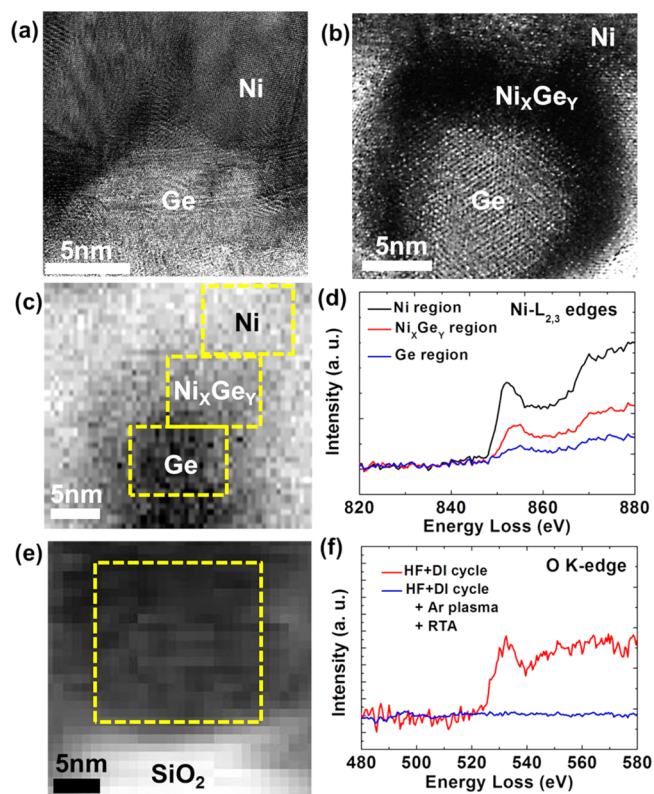 (a)
Ni
Ge
5nm
(b)
Ni
NiXGeY
Ge
5nm
(c)
Ni
NiXGeY
Ge
5nm
(d)
Ni region
NiXGeY region
Ge region
Ni-L2,3 edges
Intensity (a. u.)
820 840 860 880
Energy Loss (eV)
(e)
5nm
SiO2
(f)
HF+DI cycle
HF+DI cycle
+ Ar plasma
+ RTA
O K-edge
Intensity (a. u.)
480 500 520 540 560 580
Energy Loss (eV)